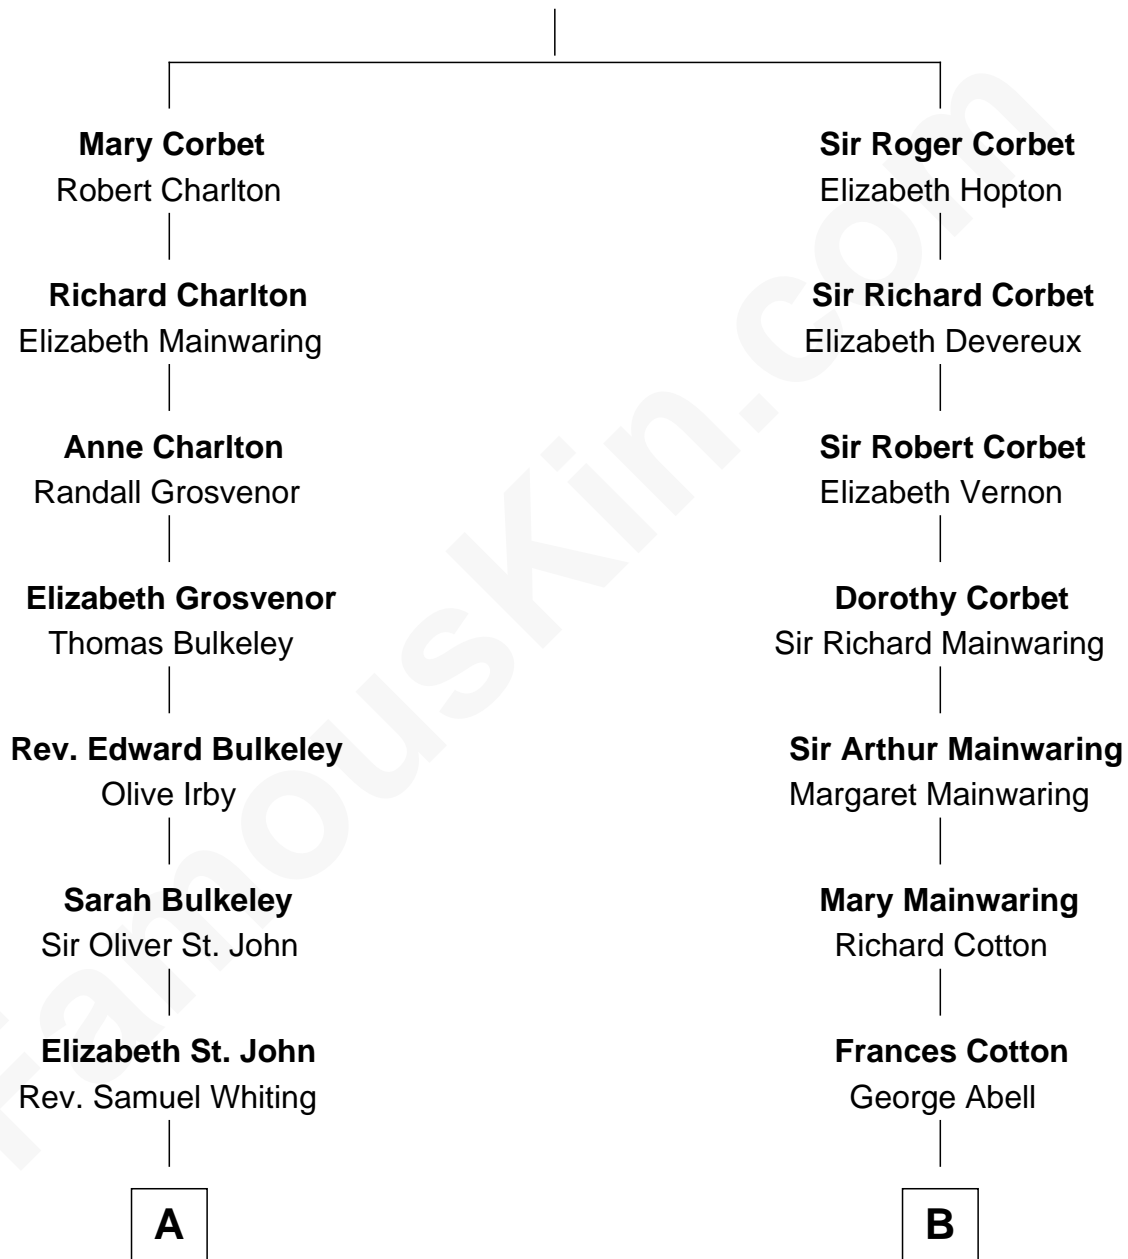 Mary Corbet
Robert Charlton
Richard Charlton
Elizabeth Mainwaring
Anne Charlton
Randall Grosvenor
Elizabeth Grosvenor
Thomas Bulkeley
Rev. Edward Bulkeley
Olive Irby
Sarah Bulkeley
Sir Oliver St. John
Elizabeth St. John
Rev. Samuel Whiting
A
Sir Roger Corbet
Elizabeth Hopton
Sir Richard Corbet
Elizabeth Devereux
Sir Robert Corbet
Elizabeth Vernon
Dorothy Corbet
Sir Richard Mainwaring
Sir Arthur Mainwaring
Margaret Mainwaring
Mary Mainwaring
Richard Cotton
Frances Cotton
George Abell
B
FamousKin.com